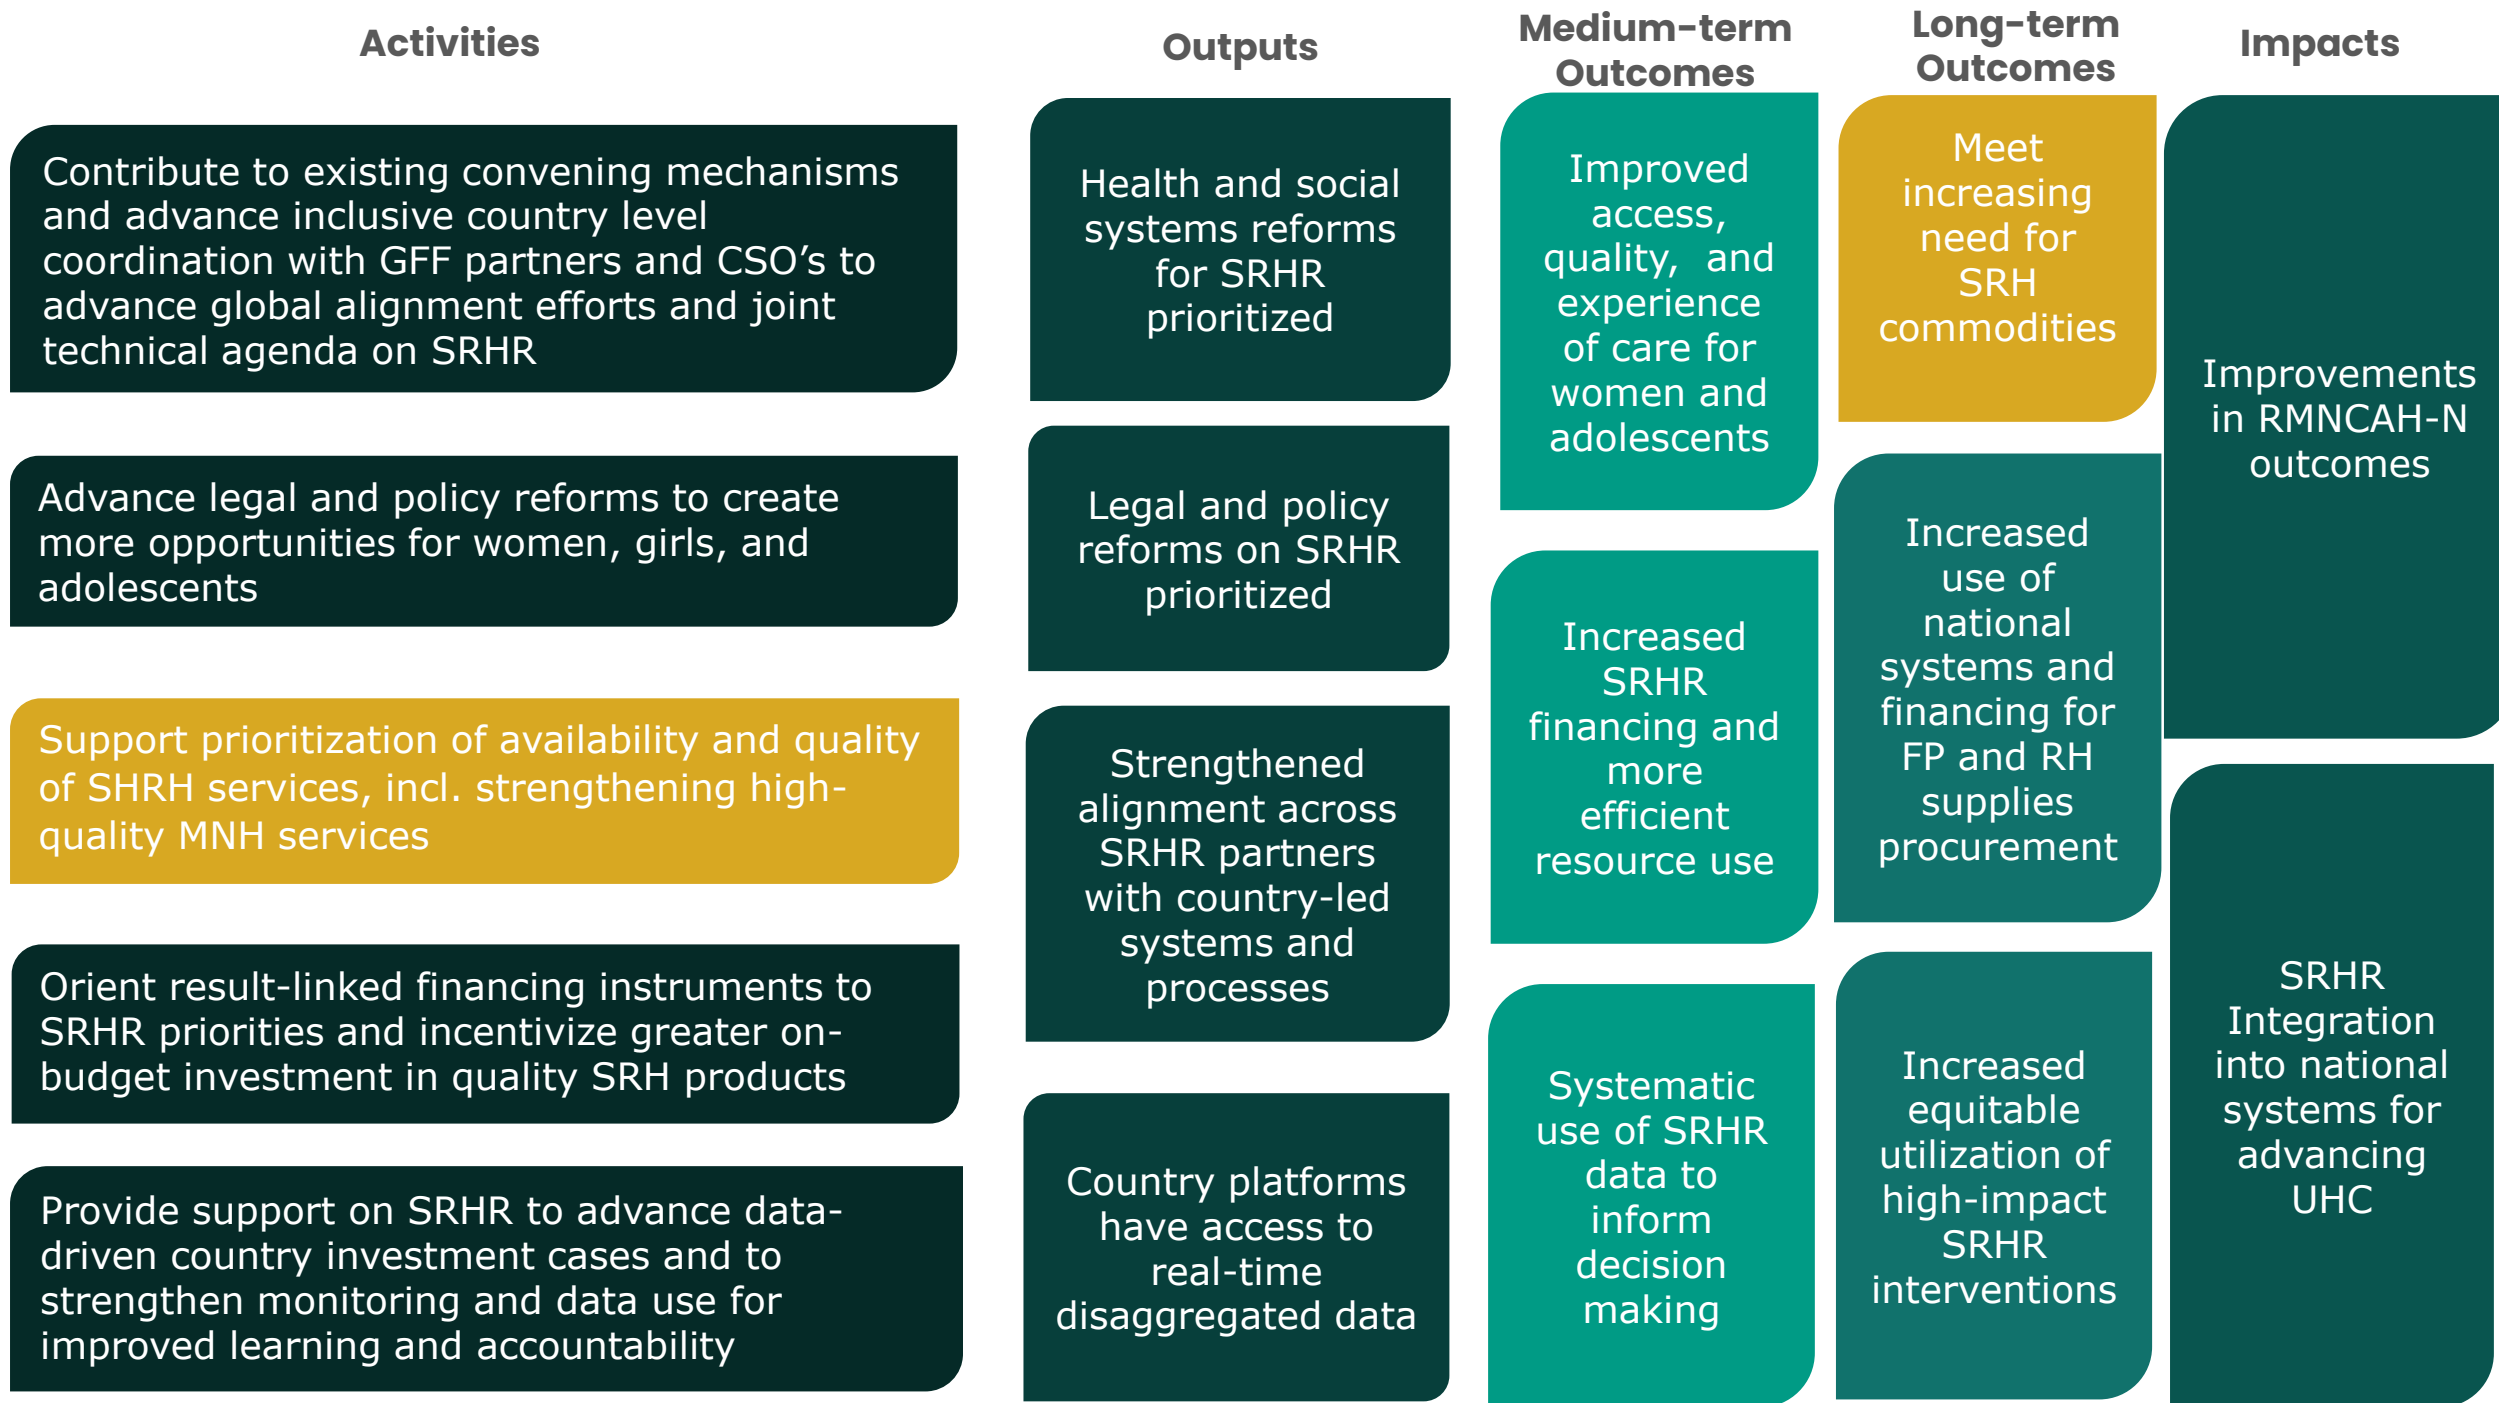 Activities
Contribute to existing convening mechanisms
and advance inclusive country level
coordination with GFF partners and CSO’s to
advance global alignment efforts and joint
technical agenda on SRHR
Advance legal and policy reforms to create
more opportunities for women, girls, and
adolescents
Support prioritization of availability and quality
of SHRH services, incl. strengthening high-
quality MNH services
Orient result-linked financing instruments to
SRHR priorities and incentivize greater on-
budget investment in quality SRH products
Provide support on SRHR to advance data-
driven country investment cases and to
strengthen monitoring and data use for
improved learning and accountability
Outputs
Health and social
systems reforms
for SRHR
prioritized
Legal and policy
reforms on SRHR
prioritized
Strengthened
alignment across
SRHR partners
with country-led
systems and
processes
Country platforms
have access to
real-time
disaggregated data
Medium-term
Outcomes
Improved
access,
quality,  and
experience
of care for
women and
adolescents
Increased
SRHR
financing and
more
efficient
resource use
Systematic
use of SRHR
data to
inform
decision
making
Long-term
Outcomes
Meet
increasing
need for
SRH
commodities
Increased
use of
national
systems and
financing for
FP and RH
supplies
procurement
Increased
equitable
utilization of
high-impact
SRHR
interventions
Impacts
Improvements
in RMNCAH-N
outcomes
SRHR
Integration
into national
systems for
advancing
UHC